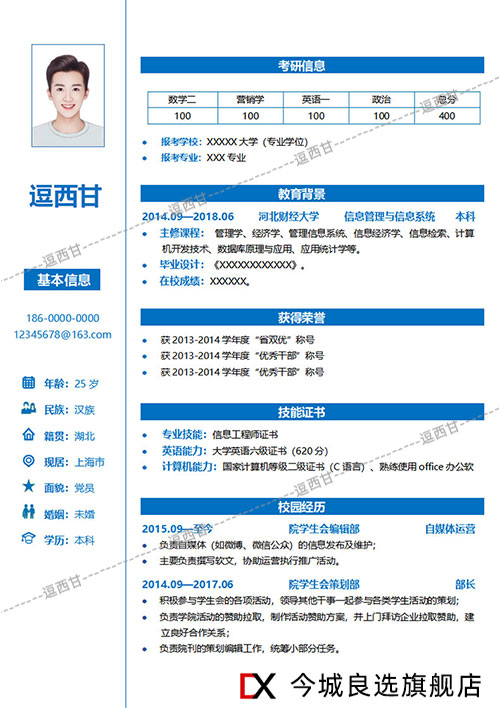 逗西甘
基本信息
186-0000-0000
12345678@163.com
年龄：25 岁
民族：汉族
籍贯：湖北
现居：上海市
面貌：党员
婚姻：未婚
学历：本科
考研信息
数学二 营销学 英语一 政治 总分
100 100 100 100 400
报考学校：XXXXX 大学（专业学位）
报考专业：XXX 专业
教育背景
2014.09—2018.06 河北财经大学 信息管理与信息系统 本科
主修课程： 管理学、经济学、管理信息系统、信息经济学、信息检索、计算
机开发技术、数据库原理与应用、应用统计学等。
毕业设计：《XXXXXXXXXXXX》。
在校成绩：XXXXXX。
获得荣誉
获 2013-2014 学年度“省双优”称号
获 2013-2014 学年度“优秀干部”称号
获 2013-2014 学年度“优秀干部”称号
技能证书
专业技能：信息工程师证书
英语能力：大学英语六级证书（620 分）
计算机能力：国家计算机等级二级证书（C 语言）、熟练使用 office 办公软
校园经历
2015.09—至今 院学生会编辑部 自媒体运营
负责自媒体（如微博、微信公众）的信息发布及维护；
主要负责撰写软文，协助运营执行推广活动。
2014.09—2017.06 院学生会策划部 部长
积极参与学生会的各项活动，领导其他干事一起参与各类学生活动的策划；
负责学院活动的赞助拉取，制作活动赞助方案，并上门拜访企业拉取赞助，建
立良好合作关系；
负责院刊的策划编辑工作，统筹小部分任务。
逗西甘
逗西甘
逗西甘
逗西甘
逗西甘
逗西甘
DX 今城良选旗舰店